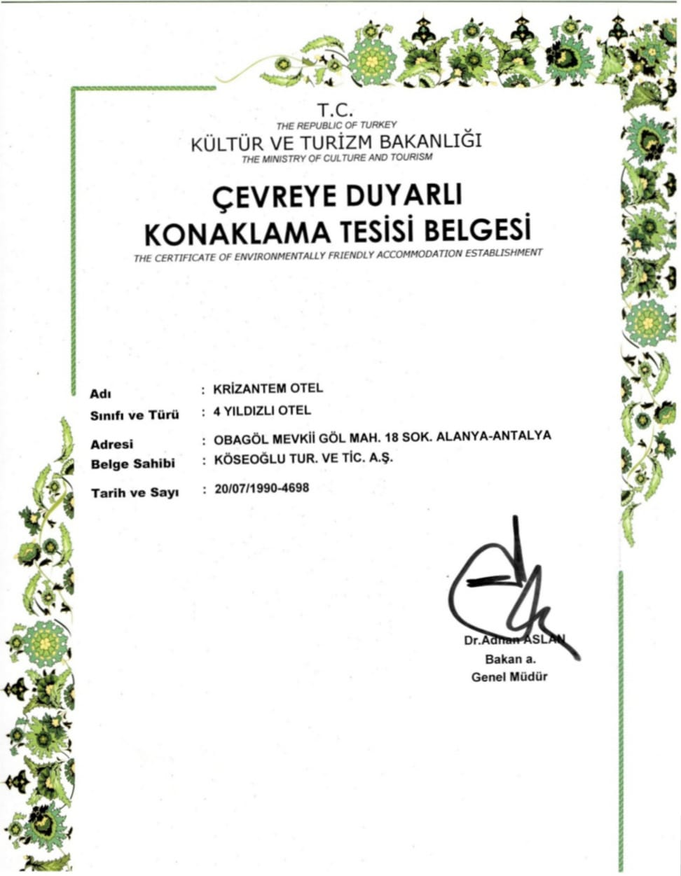 T.C.
THE REPUBLIC OF TURKEY
KÜLTÜR VE TURİZM BAKANLIĞI
THE MINISTRY OF CULTURE AND TOURISM
ÇEVREYE DUYARLI
KONAKLAMA TESİSİ BELGESİ
THE CERTIFICATE OF ENVIRONMENTALLY FRIENDLY ACCOMMODATION ESTABLISHMENT
Adı : KRİZANTEM OTEL
Sınıfı ve Türü : 4 YILDIZLI OTEL
Adresi : OBAGÖL MEVKİİ GÖL MAH. 18 SOK. ALANYA-ANTALYA
Belge Sahibi : KÖSEOĞLU TUR. VE TİC. A.Ş.
Tarih ve Sayı : 20/07/1990-4698
Dr.Adnan ASLAN
Bakan a.
Genel Müdür